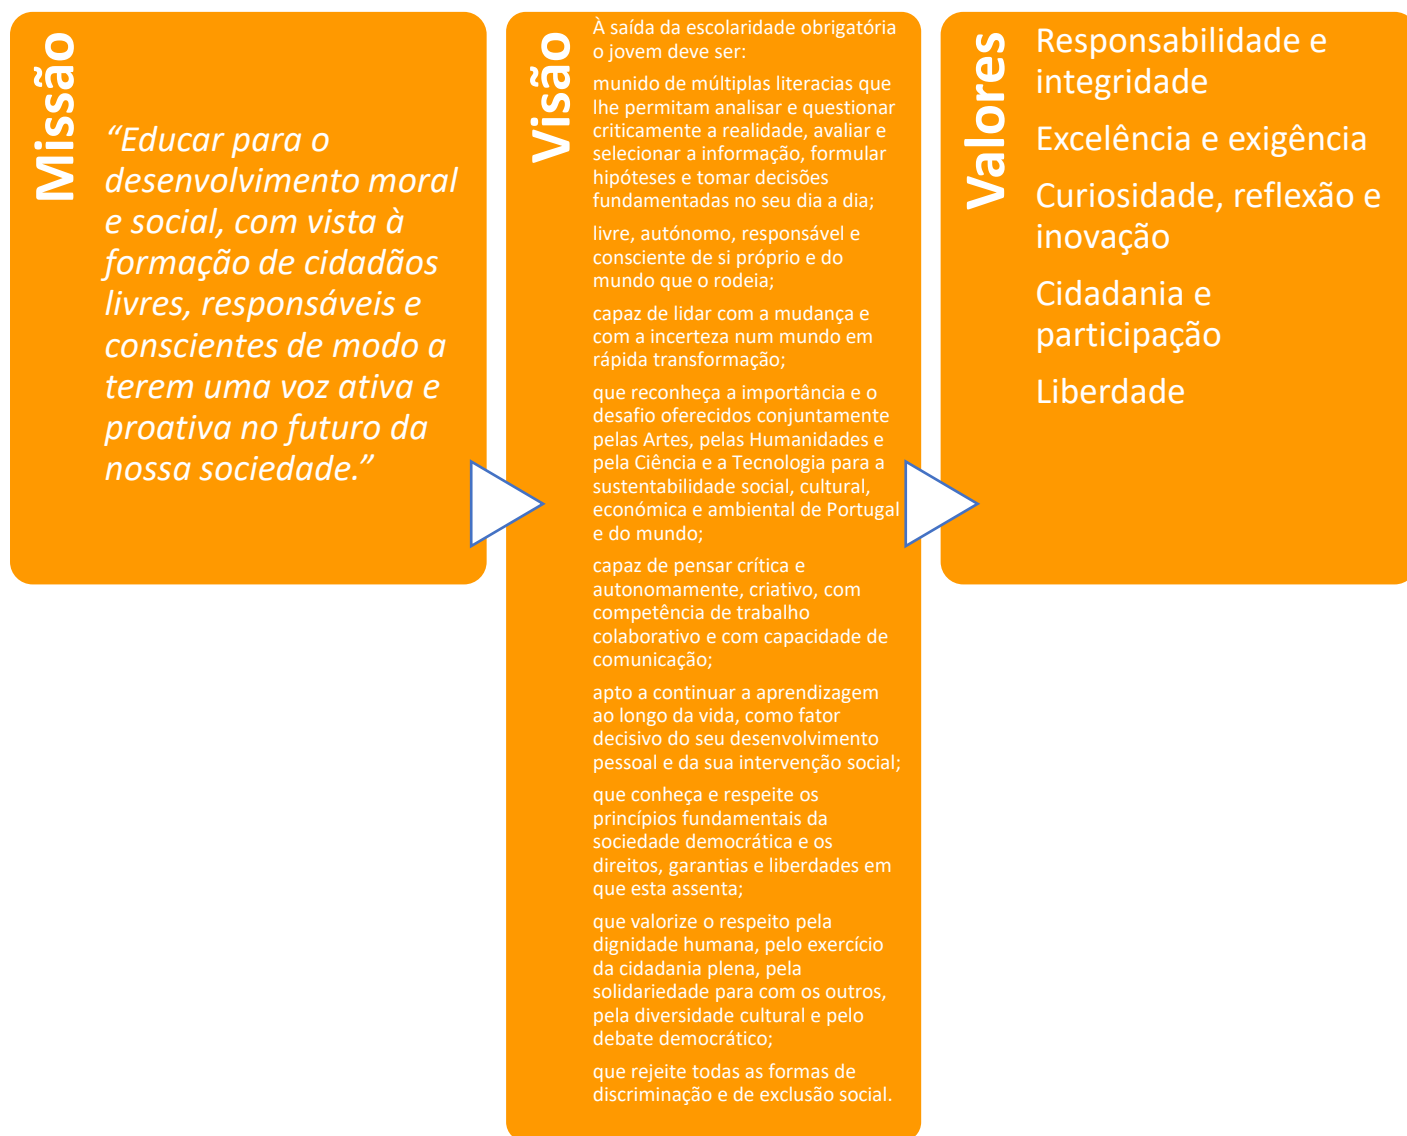 Missão
“Educar para o
desenvolvimento moral
e social, com vista à
formação de cidadãos
livres, responsáveis e
conscientes de modo a
terem uma voz ativa e
proativa no futuro da
nossa sociedade.”
Visão
À saída da escolaridade obrigatória
o jovem deve ser:
munido de múltiplas literacias que
lhe permitam analisar e questionar
criticamente a realidade, avaliar e
selecionar a informação, formular
hipóteses e tomar decisões
fundamentadas no seu dia a dia;
livre, autónomo, responsável e
consciente de si próprio e do
mundo que o rodeia;
capaz de lidar com a mudança e
com a incerteza num mundo em
rápida transformação;
que reconheça a importância e o
desafio oferecidos conjuntamente
pelas Artes, pelas Humanidades e
pela Ciência e a Tecnologia para a
sustentabilidade social, cultural,
económica e ambiental de Portugal
e do mundo;
capaz de pensar crítica e
autonomamente, criativo, com
competência de trabalho
colaborativo e com capacidade de
comunicação;
apto a continuar a aprendizagem
ao longo da vida, como fator
decisivo do seu desenvolvimento
pessoal e da sua intervenção social;
que conheça e respeite os
princípios fundamentais da
sociedade democrática e os
direitos, garantias e liberdades em
que esta assenta;
que valorize o respeito pela
dignidade humana, pelo exercício
da cidadania plena, pela
solidariedade para com os outros,
pela diversidade cultural e pelo
debate democrático;
que rejeite todas as formas de
discriminação e de exclusão social.
Valores
Responsabilidade e
integridade
Excelência e exigência
Curiosidade, reflexão e
inovação
Cidadania e
participação
Liberdade